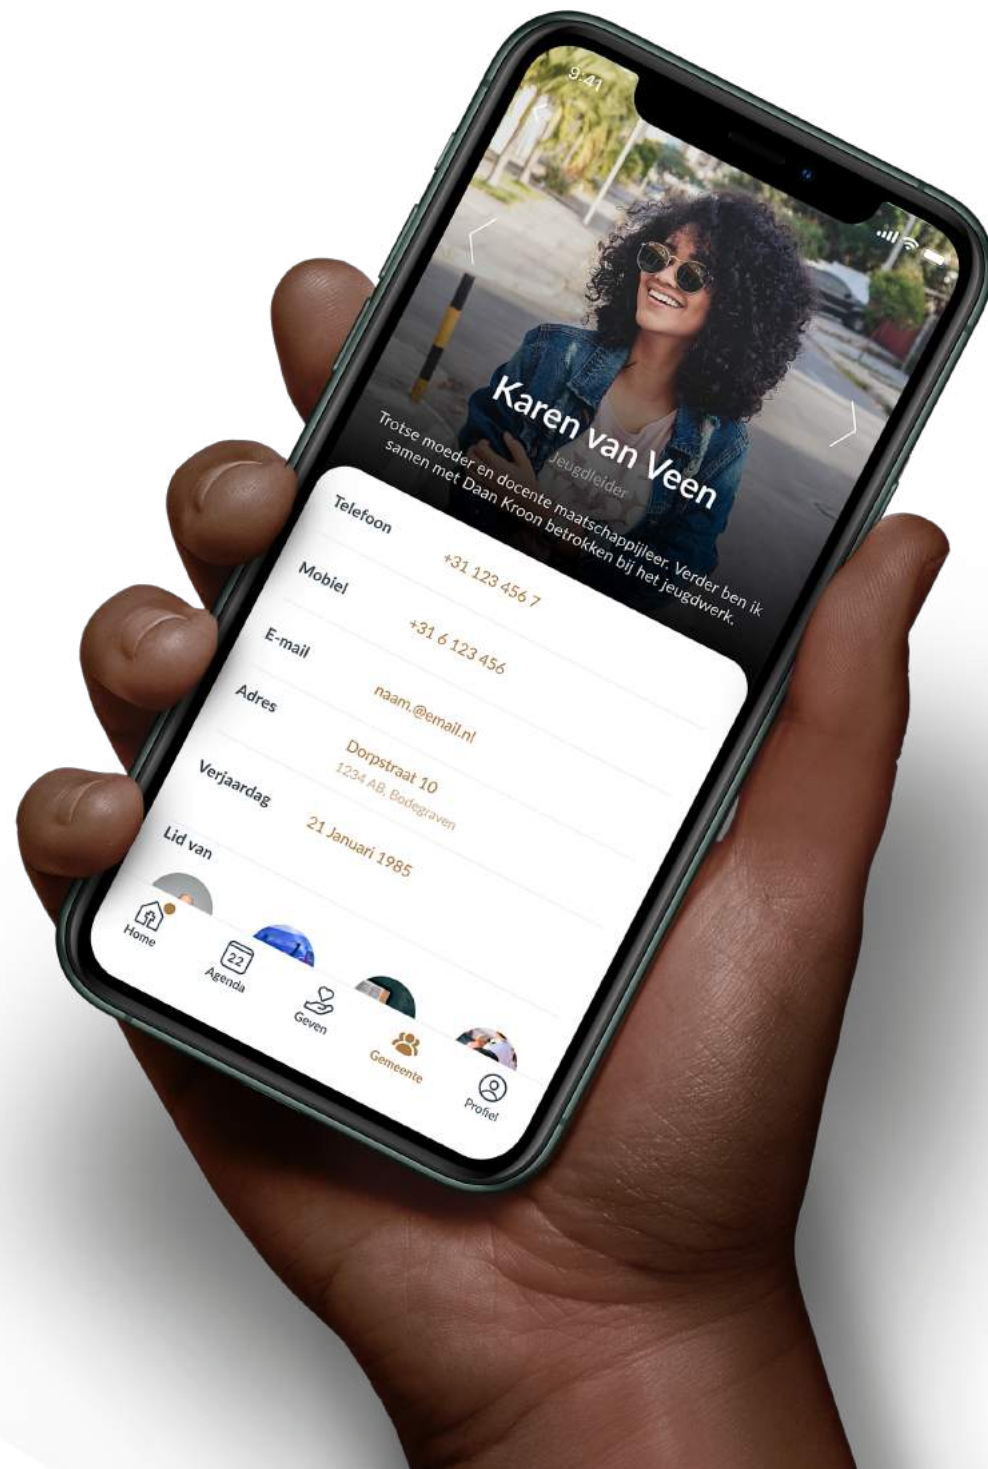 9:41
Karen van Veen
Jeugdleider
Trotse moeder en docente maatschappijleer. Verder ben ik
samen met Daan Kroon betrokken bij het jeugdwerk.
Telefoon
+31 123 456 7
Mobiel
+31 6 123 456
E-mail
naam.@email.nl
Adres
Dorpstraat 10
1234 AB, Bodegraven
Verjaardag
21 Januari 1985
Lid van
Home
22
Agenda
Geven
Gemeente
Profiel